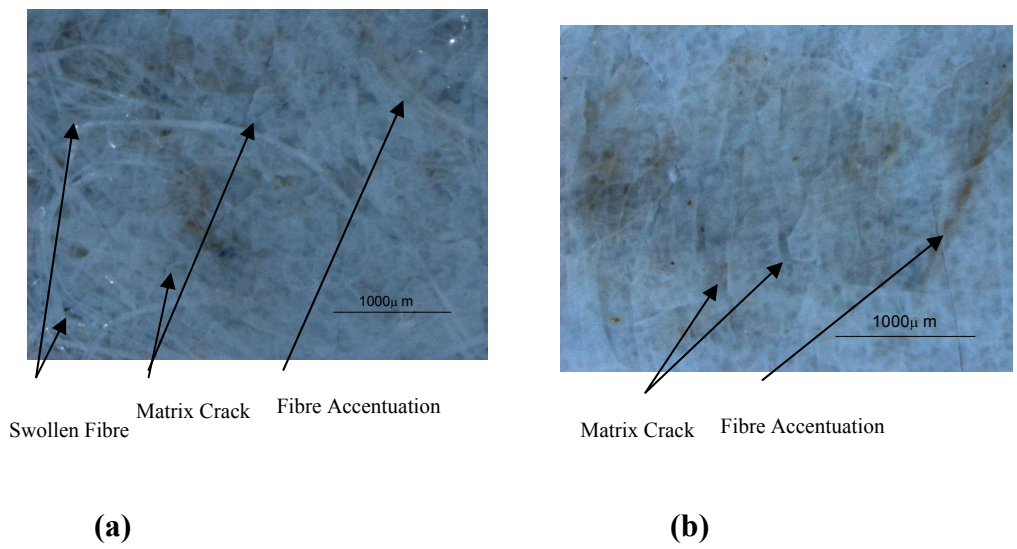 1000μ m
1000μ m
Swollen Fibre
Matrix Crack
Fibre Accentuation
Matrix Crack
Fibre Accentuation
(a)
(b)